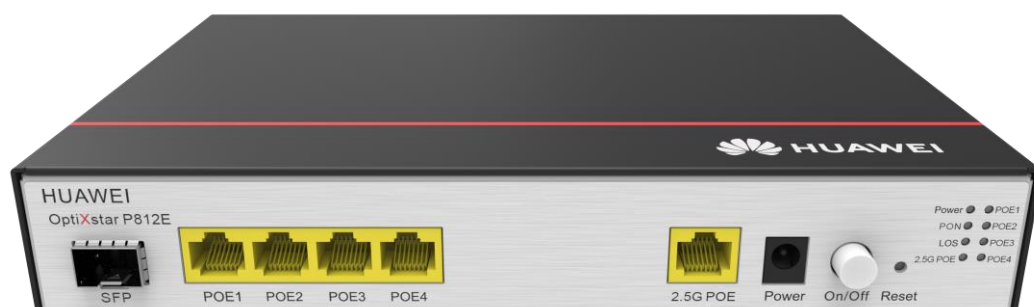 HUAWEI
HUAWEI
OptiXstar P812E
Power POE1
PON POE2
LOS POE3
2.5G POE POE4
SFP POE1 POE2 POE3 POE4 2.5G POE Power On/Off Reset